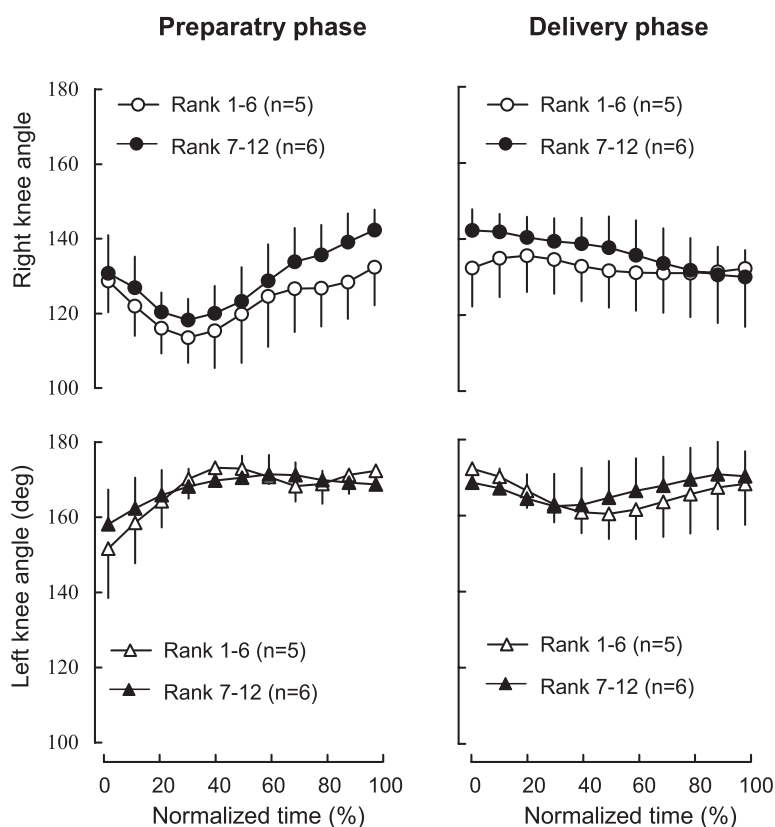 Preparatry phase
Delivery phase
Right knee angle
180
160
140
120
100
Rank 1-6 (n=5)
Rank 7-12 (n=6)
Rank 1-6 (n=5)
Rank 7-12 (n=6)
Left knee angle (deg)
180
160
140
120
100
Rank 1-6 (n=5)
Rank 7-12 (n=6)
Rank 1-6 (n=5)
Rank 7-12 (n=6)
0 20 40 60 80 100
0 20 40 60 80 100
Normalized time (%)
Normalized time (%)